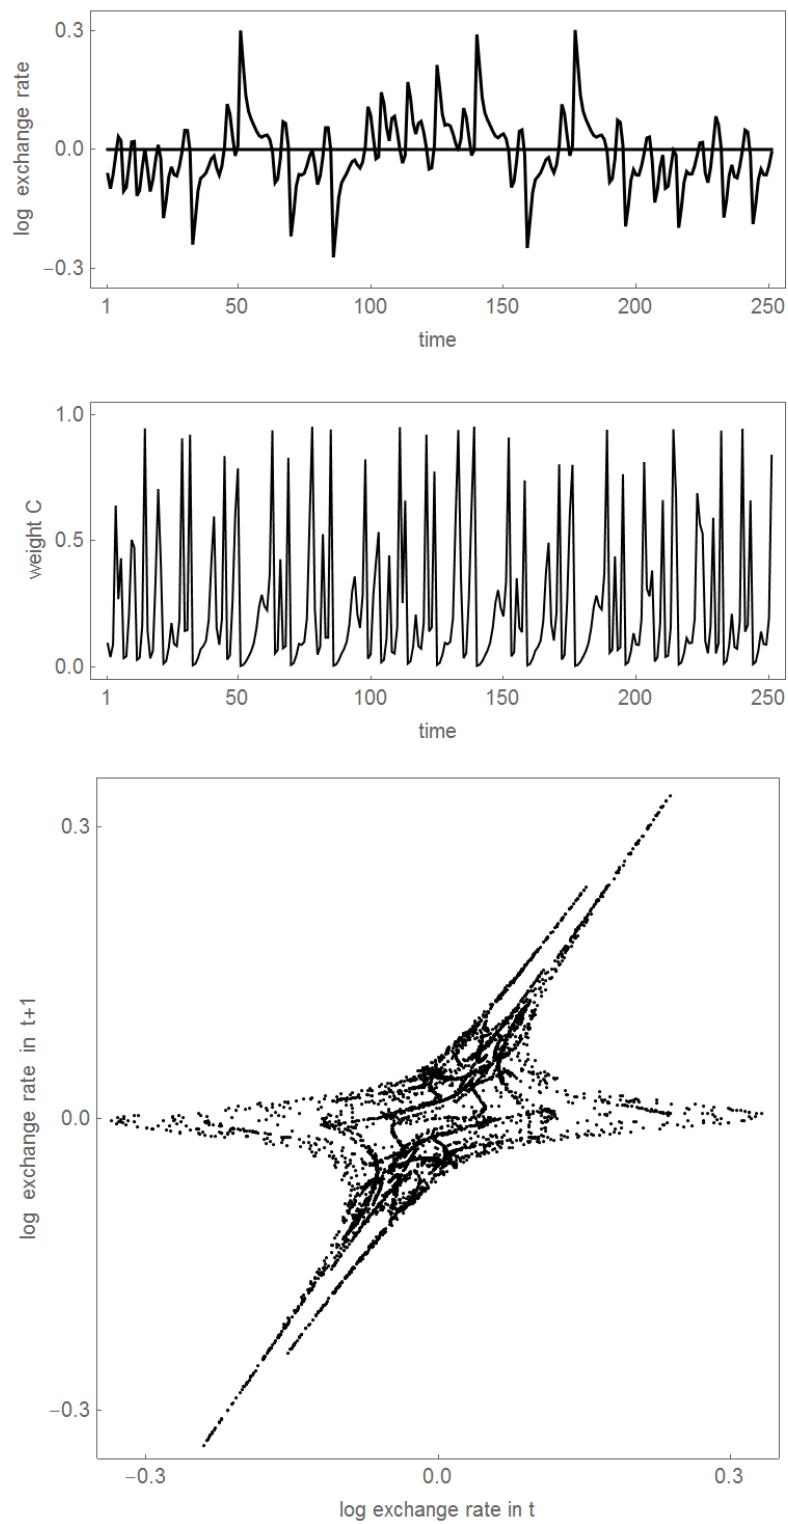 0.3
0.0
−0.3
log exchange rate
1 50 100 150 200 250
time
1.0
0.5
0.0
weight C
1 50 100 150 200 250
time
0.3
0.0
−0.3
log exchange rate in t+1
−0.3 0.0 0.3
log exchange rate in t